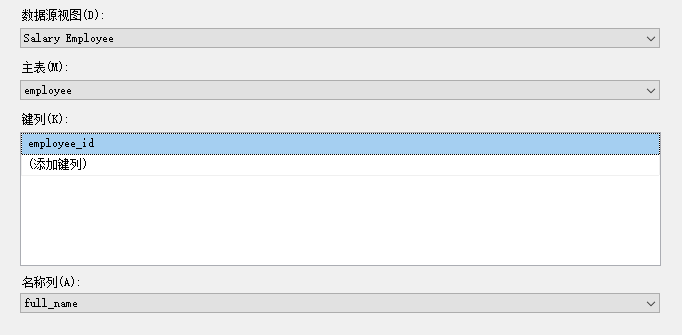 数据源视图(D):
Salary Employee
主表(M):
employee
键列(K):
employee_id
(添加键列)
名称列(A):
full_name